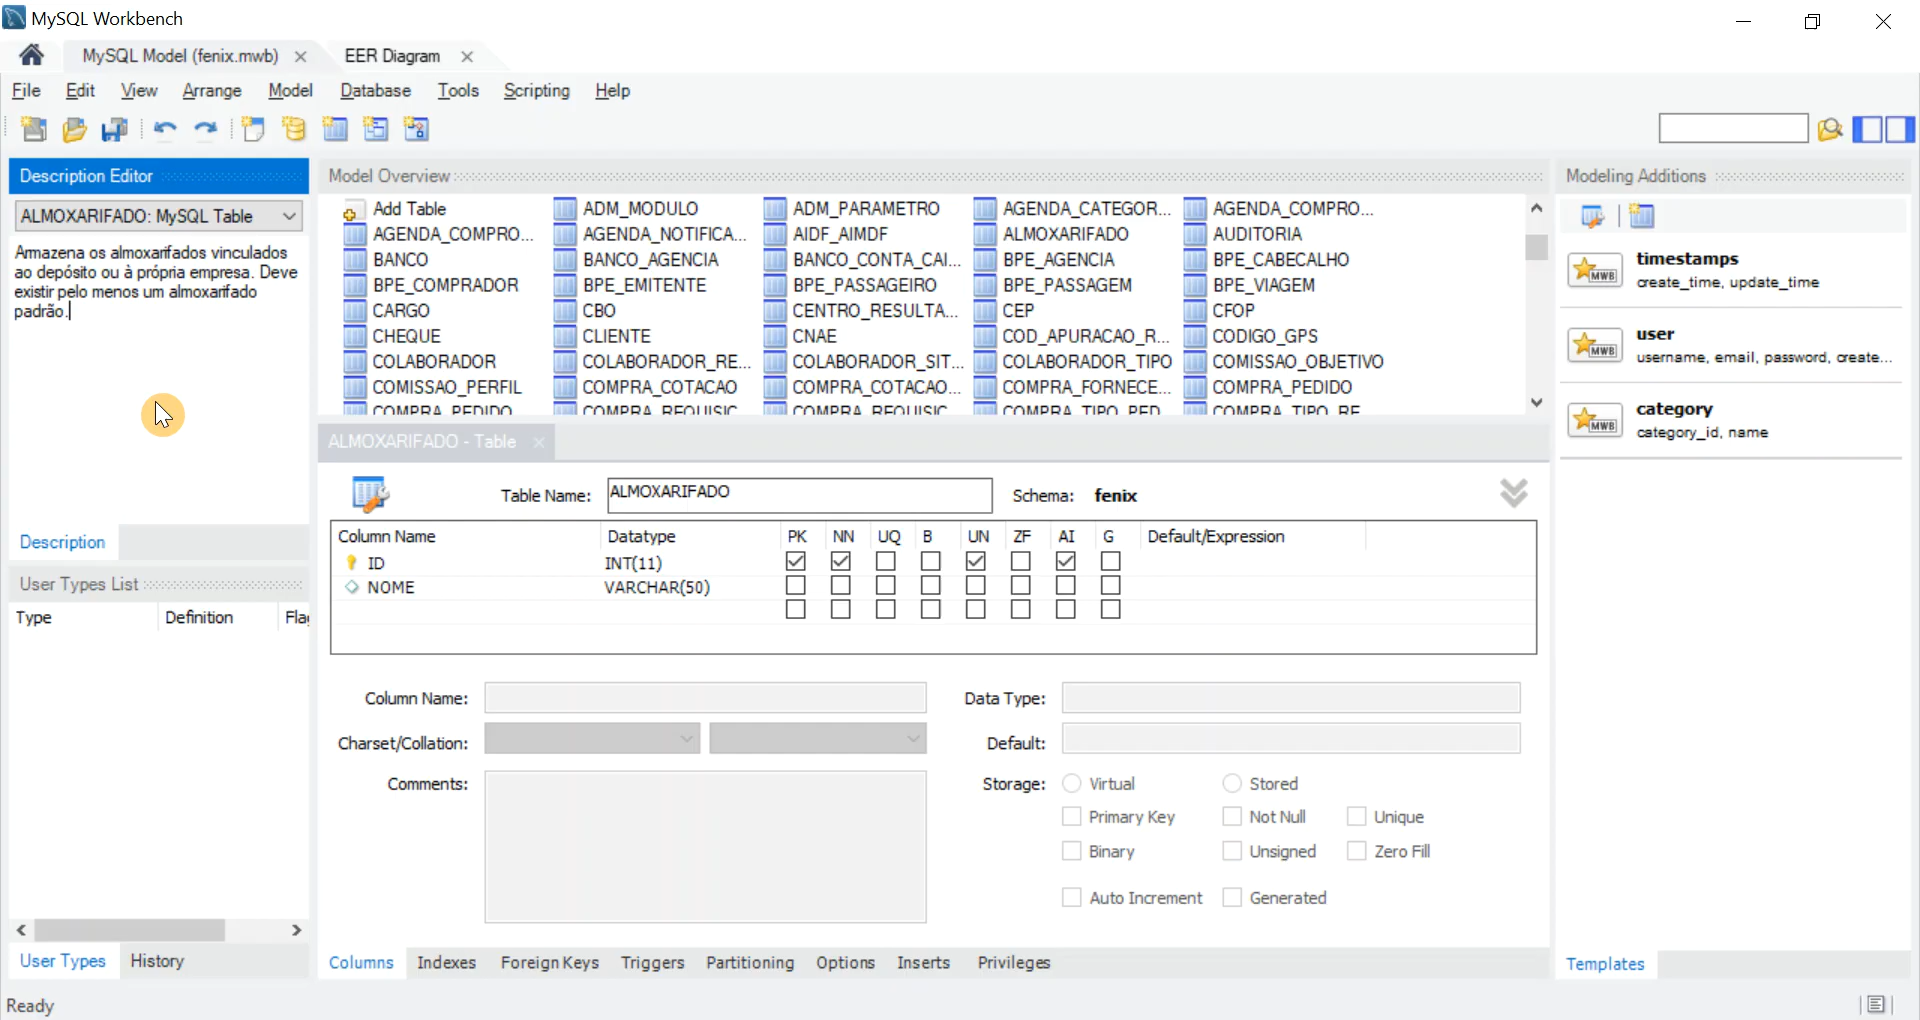 MySQL Workbench
MySQL Model (fenix.mwb) EER Diagram
File Edit View Arrange Model Database Tools Scripting Help
Description Editor
ALMOXARIFADO: MySQL Table
Armazena os almoxarifados vinculados
ao depósito ou à própria empresa. Deve
existir pelo menos um almoxarifado
padrão.
Description
User Types List
Type Definition Flag
User Types History
Model Overview
Add Table ADM_MODULO ADM_PARAMETRO AGENDA_CATEGOR... AGENDA_COMPRO...
AGENDA_COMPRO... AGENDA_NOTIFICA... AIDF_AIMDF ALMOXARIFADO AUDITORIA
BANCO BANCO_AGENCIA BANCO_CONTA_CAI... BPE_AGENCIA BPE_CABECALHO
BPE_COMPRADOR BPE_EMITENTE BPE_PASSAGEIRO BPE_PASSAGEM BPE_VIAGEM
CARGO CBO CENTRO_RESULTA... CEP CFOP
CHEQUE CLIENTE CNAE COD_APURACAO_R... CODIGO_GPS
COLABORADOR COLABORADOR_RE... COLABORADOR_SIT... COLABORADOR_TIPO COMISSAO_OBJETIVO
COMISSAO_PERFIL COMPRA_COTACAO COMPRA_COTACAO... COMPRA_FORNECE... COMPRA_PEDIDO
COMPRA_PEDIDO COMPRA_REQUISIC COMPRA_REQUISIC COMPRA_TIPO_PED COMPRA_TIPO_RE
ALMOXARIFADO - Table
Table Name: ALMOXARIFADO Schema: fenix
Column Name Datatype PK NN UQ B UN ZF AI G Default/Expression
ID INT(11)
NOME VARCHAR(50)
Column Name: Data Type:
Charset/Collation: Default:
Comments: Storage: Virtual Stored
Primary Key Not Null Unique
Binary Unsigned Zero Fill
Auto Increment Generated
Columns Indexes Foreign Keys Triggers Partitioning Options Inserts Privileges
Modeling Additions
MWB timestamps
create_time, update_time
MWB user
username, email, password, create...
MWB category
category_id, name
Templates
Ready